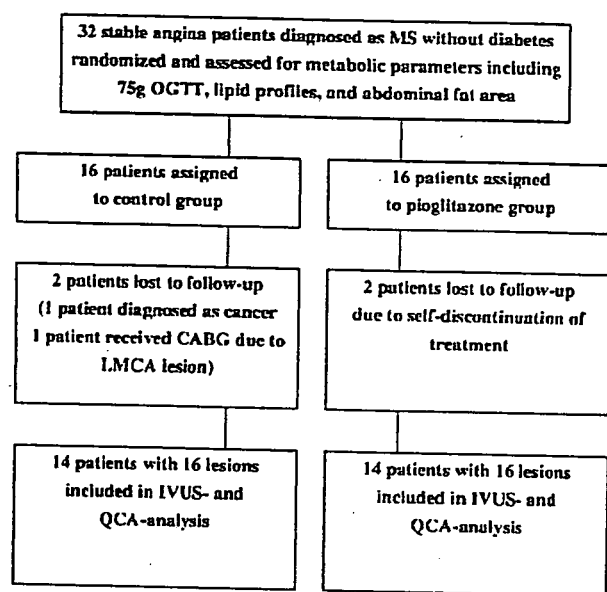 32 stable angina patients diagnosed as MS without diabetes
randomized and assessed for metabolic parameters including
75g OGTT, lipid profiles, and abdominal fat area
16 patients assigned
to control group
16 patients assigned
to pioglitazone group
2 patients lost to follow-up
(1 patient diagnosed as cancer
1 patient received CABG due to
LMCA lesion)
2 patients lost to follow-up
due to self-discontinuation of
treatment
14 patients with 16 lesions
included in IVUS- and
QCA-analysis
14 patients with 16 lesions
included in IVUS- and
QCA-analysis